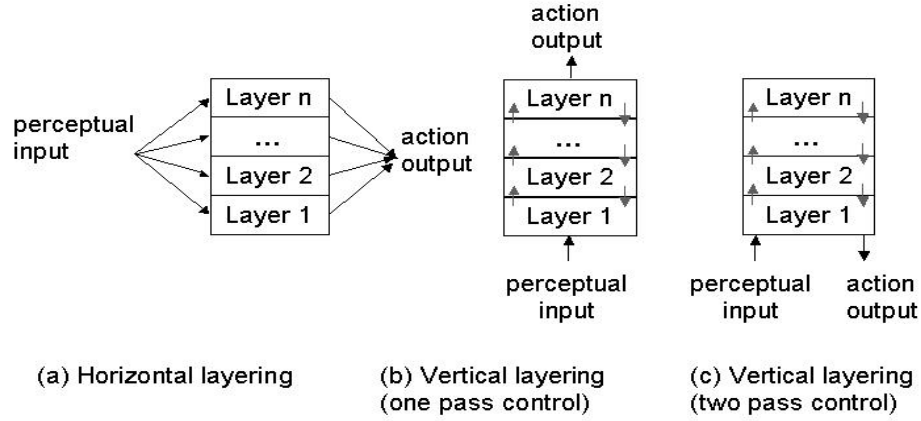 perceptual
input
Layer n
...
Layer 2
Layer 1
action
output
(a) Horizontal layering
action
output
Layer n
...
Layer 2
Layer 1
perceptual
input
(b) Vertical layering
(one pass control)
Layer n
...
Layer 2
Layer 1
perceptual
input
action
output
(c) Vertical layering
(two pass control)